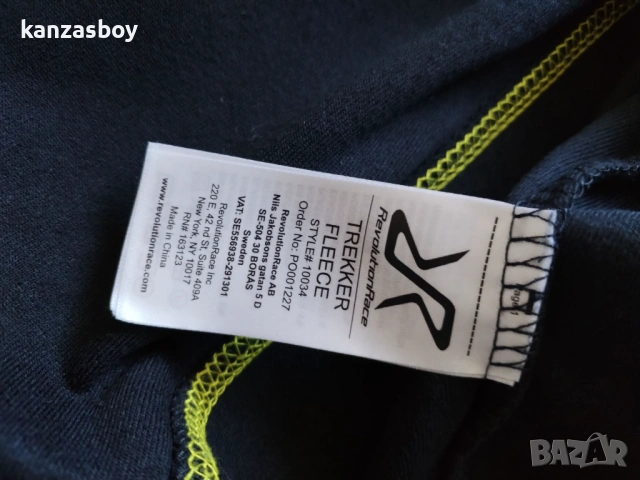 kanzasboy
RevolutionRace
TREKKER
FLEECE
STYLE# 10034
Order No: PO001227
RevolutionRace AB
Nils Jakobsons gatan 5 D
SE-504 30 BORAS
Sweden
VAT: SE556938-291301
RevolutionRace Inc
220 E. 42 nd St, Suite 409A
New York, NY 10017
RN# 163123
Made in China
www.revolutionrace.com
BAZAR